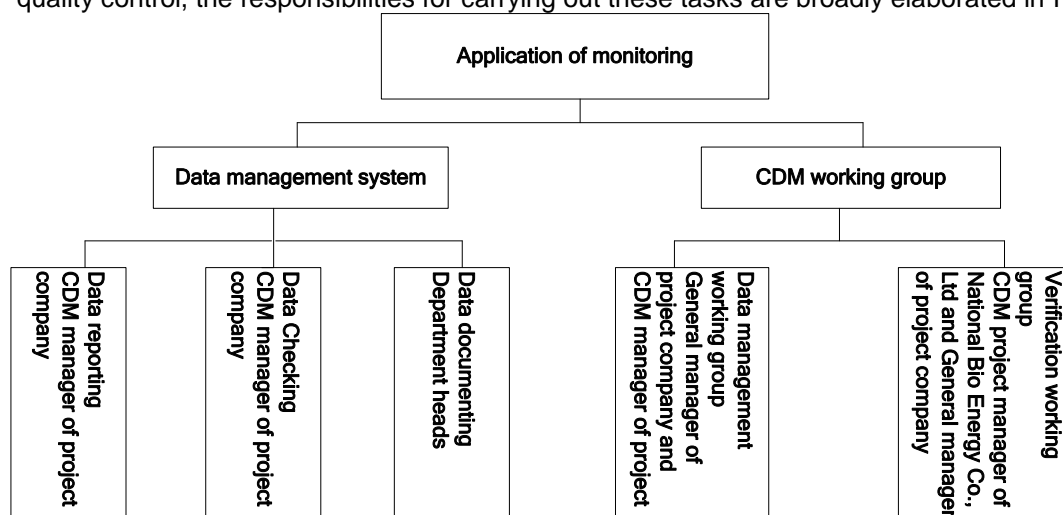 quality control, the responsibilities for carrying out these tasks are broadly elaborated in
Application of monitoring
Data management system
CDM working group
Data reporting
CDM manager of project
company
Data Checking
CDM manager of project
company
Data documenting
Department heads
Data management
working group
General manager of
project company and
CDM manager of project
Verification working
group
CDM project manager of
National Bio Energy Co.,
Ltd and General manager
of project company